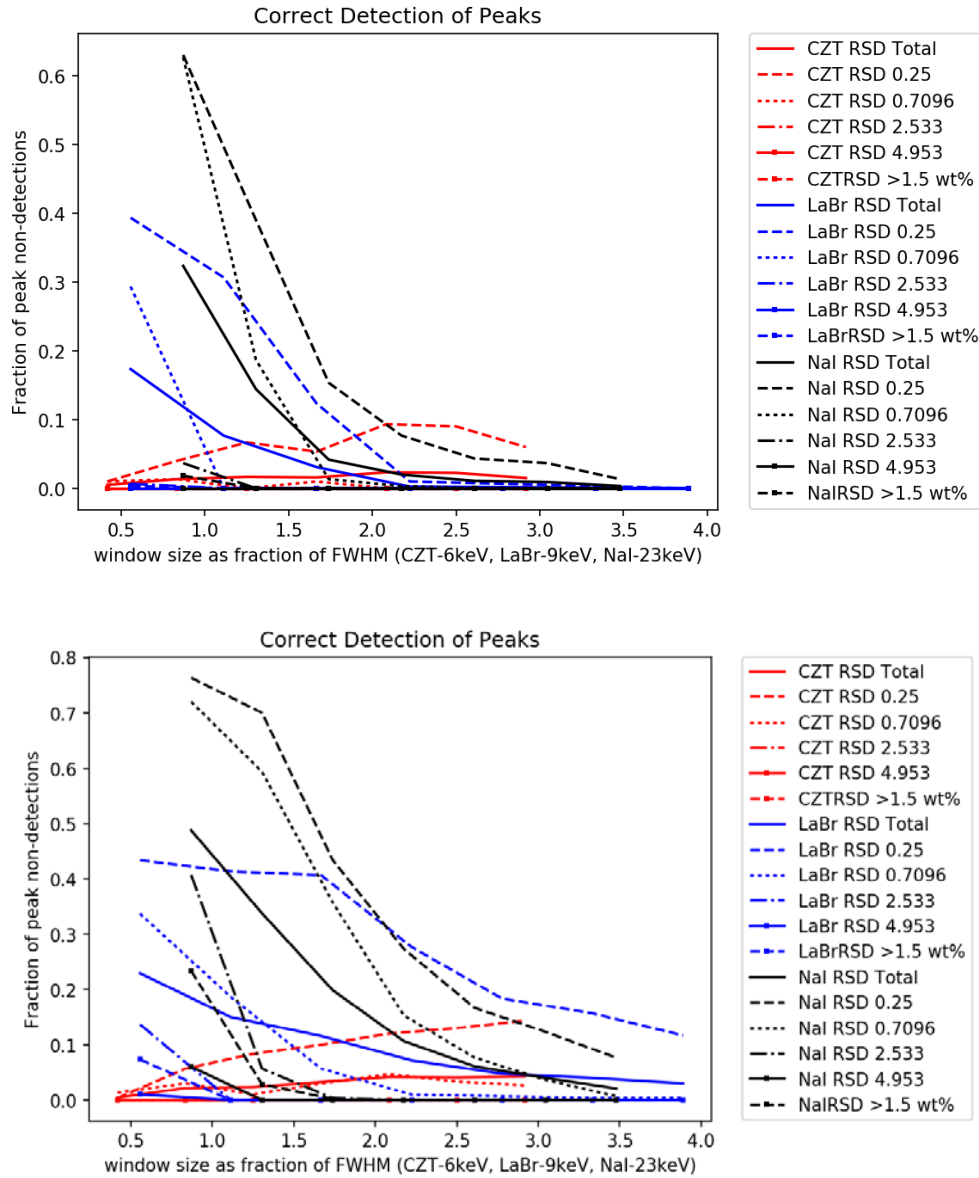 Correct Detection of Peaks
Fraction of peak non-detections
0.6
0.5
0.4
0.3
0.2
0.1
0.0
0.5
1.0
1.5
2.0
2.5
3.0
3.5
4.0
window size as fraction of FWHM (CZT-6keV, LaBr-9keV, NaI-23keV)
CZT RSD Total
CZT RSD 0.25
CZT RSD 0.7096
CZT RSD 2.533
CZT RSD 4.953
CZTRSD >1.5 wt%
LaBr RSD Total
LaBr RSD 0.25
LaBr RSD 0.7096
LaBr RSD 2.533
LaBr RSD 4.953
LaBrRSD >1.5 wt%
NaI RSD Total
NaI RSD 0.25
NaI RSD 0.7096
NaI RSD 2.533
NaI RSD 4.953
NaIRSD >1.5 wt%
Correct Detection of Peaks
Fraction of peak non-detections
0.8
0.7
0.6
0.5
0.4
0.3
0.2
0.1
0.0
0.5
1.0
1.5
2.0
2.5
3.0
3.5
4.0
window size as fraction of FWHM (CZT-6keV, LaBr-9keV, NaI-23keV)
CZT RSD Total
CZT RSD 0.25
CZT RSD 0.7096
CZT RSD 2.533
CZT RSD 4.953
CZTRSD >1.5 wt%
LaBr RSD Total
LaBr RSD 0.25
LaBr RSD 0.7096
LaBr RSD 2.533
LaBr RSD 4.953
LaBrRSD >1.5 wt%
NaI RSD Total
NaI RSD 0.25
NaI RSD 0.7096
NaI RSD 2.533
NaI RSD 4.953
NaIRSD >1.5 wt%